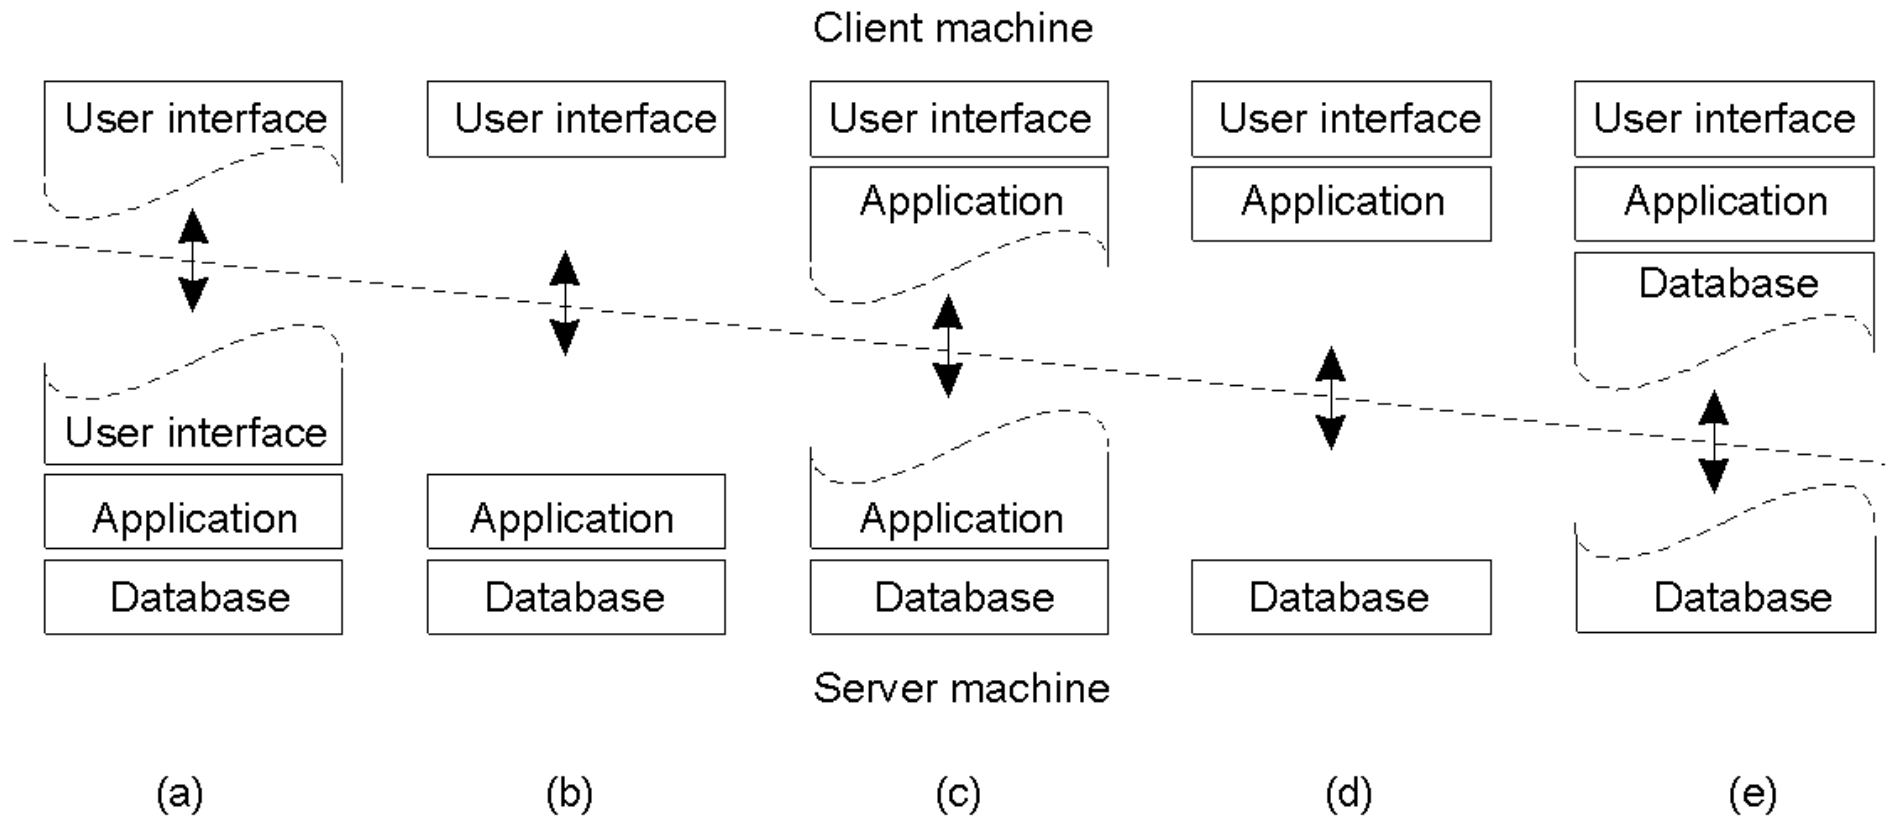 Client machine
User interface User interface User interface User interface User interface
Application Application Application
Database
User interface
Application Application Application
Database Database Database Database Database
Server machine
(a) (b) (c) (d) (e)